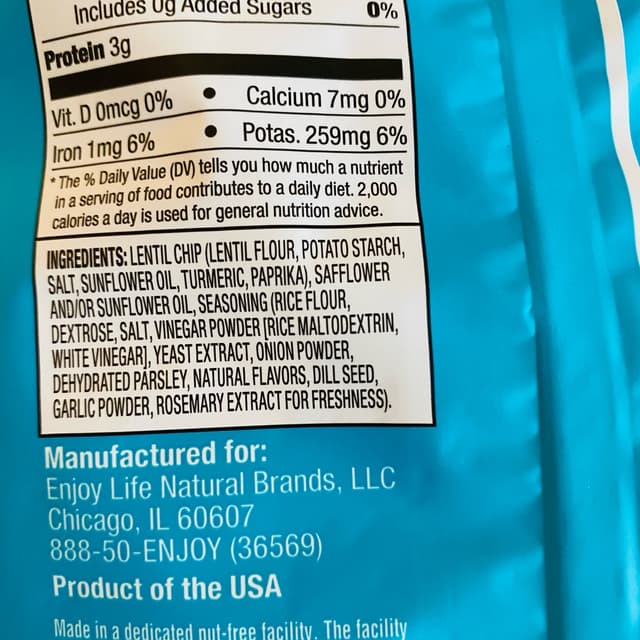 Includes 0g Added Sugars 0%
Protein 3g
Vit. D 0mcg 0% • Calcium 7mg 0%
Iron 1mg 6% • Potas. 259mg 6%
* The % Daily Value (DV) tells you how much a nutrient
in a serving of food contributes to a daily diet. 2,000
calories a day is used for general nutrition advice.
INGREDIENTS: LENTIL CHIP (LENTIL FLOUR, POTATO STARCH,
SALT, SUNFLOWER OIL, TURMERIC, PAPRIKA), SAFFLOWER
AND/OR SUNFLOWER OIL, SEASONING (RICE FLOUR,
DEXTROSE, SALT, VINEGAR POWDER [RICE MALTODEXTRIN,
WHITE VINEGAR], YEAST EXTRACT, ONION POWDER,
DEHYDRATED PARSLEY, NATURAL FLAVORS, DILL SEED,
GARLIC POWDER, ROSEMARY EXTRACT FOR FRESHNESS).
Manufactured for:
Enjoy Life Natural Brands, LLC
Chicago, IL 60607
888-50-ENJOY (36569)
Product of the USA
Made in a dedicated nut-free facility. The facility